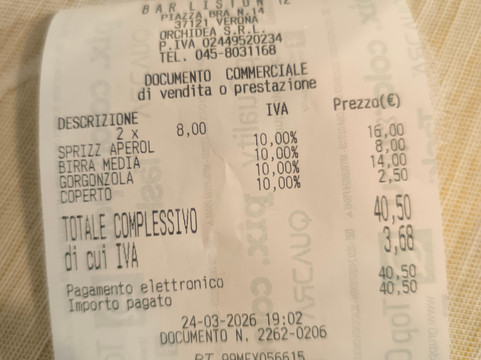 BAR LISTON 12
PIAZZA BRA N.14
37121 VERONA
ORCHIDEA S.R.L.
P.IVA 02449520234
TEL. 045-8031168
DOCUMENTO COMMERCIALE
di vendita o prestazione
DESCRIZIONE IVA Prezzo(€)
2 x 8,00
SPRIZZ APEROL 10,00% 16,00
BIRRA MEDIA 10,00% 8,00
GORGONZOLA 10,00% 14,00
COPERTO 10,00% 2,50
TOTALE COMPLESSIVO 40,50
di cui IVA 3,68
Pagamento elettronico 40,50
Importo pagato 40,50
24-03-2026 19:02
DOCUMENTO N. 2262-0206